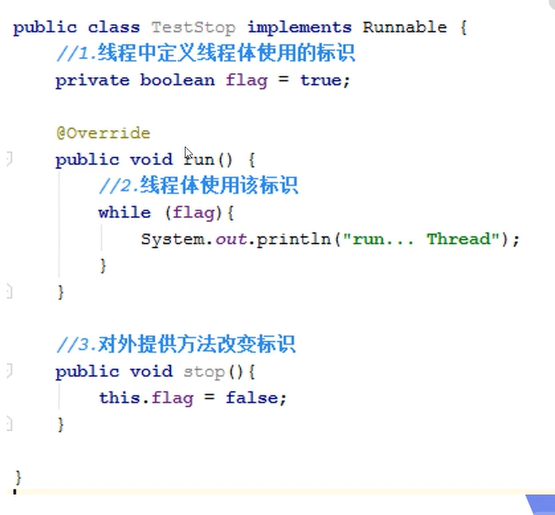 public class TestStop implements Runnable {
//1.线程中定义线程体使用的标识
private boolean flag = true;
@Override
public void run() {
//2.线程体使用该标识
while (flag){
System.out.println("run... Thread");
}
}
//3.对外提供方法改变标识
public void stop(){
this.flag = false;
}
}